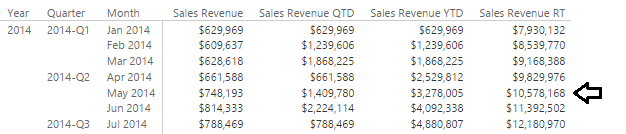 Year Quarter Month Sales Revenue Sales Revenue QTD Sales Revenue YTD Sales Revenue RT
2014 2014-Q1 Jan 2014 $629,969 $629,969 $629,969 $7,930,132
Feb 2014 $609,637 $1,239,606 $1,239,606 $8,539,770
Mar 2014 $628,618 $1,868,225 $1,868,225 $9,168,388
2014-Q2 Apr 2014 $661,588 $661,588 $2,529,812 $9,829,976
May 2014 $748,193 $1,409,780 $3,278,005 $10,578,168
Jun 2014 $814,333 $2,224,114 $4,092,338 $11,392,502
2014-Q3 Jul 2014 $788,469 $788,469 $4,880,807 $12,180,970